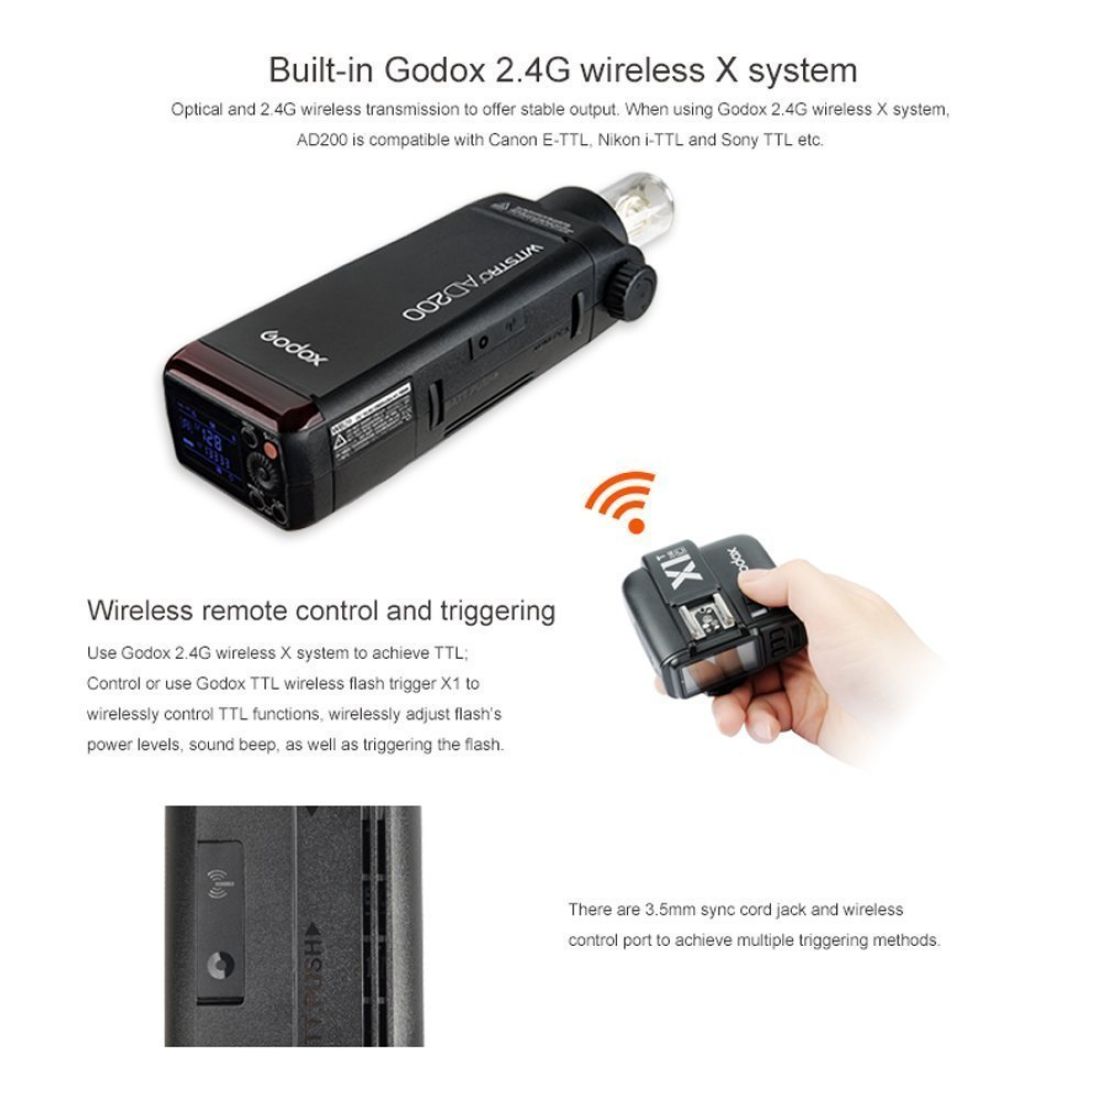 Built-in Godox 2.4G wireless X system
Optical and 2.4G wireless transmission to offer stable output. When using Godox 2.4G wireless X system,
AD200 is compatible with Canon E-TTL, Nikon i-TTL and Sony TTL etc.
WITSTRO AD200
Godox
128
X1
Godox
Wireless remote control and triggering
Use Godox 2.4G wireless X system to achieve TTL;
Control or use Godox TTL wireless flash trigger X1 to
wirelessly control TTL functions, wirelessly adjust flash's
power levels, sound beep, as well as triggering the flash.
PUSH
There are 3.5mm sync cord jack and wireless
control port to achieve multiple triggering methods.